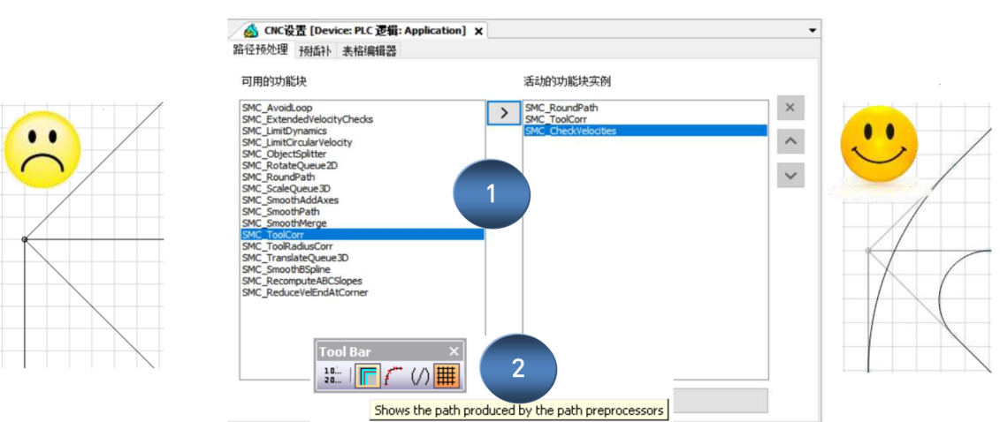 CNC设置 [Device: PLC 逻辑: Application]
路径预处理 预插补 表格编辑器
可用的功能块
SMC_AvoidLoop
SMC_ExtendedVelocityChecks
SMC_LimitDynamics
SMC_LimitCircularVelocity
SMC_ObjectSplitter
SMC_RotateQueue2D
SMC_RoundPath
SMC_ScaleQueue3D
SMC_SmoothAddAxes
SMC_SmoothPath
SMC_SmoothMerge
SMC_ToolCorr
SMC_ToolRadiusCorr
SMC_TranslateQueue3D
SMC_SmoothBSpline
SMC_RecomputeABCSlopes
SMC_ReduceVelEndAtCorner
活动的功能块实例
SMC_RoundPath
SMC_ToolCorr
SMC_CheckVelocities
1
Tool Bar
10...
20...
2
Shows the path produced by the path preprocessors